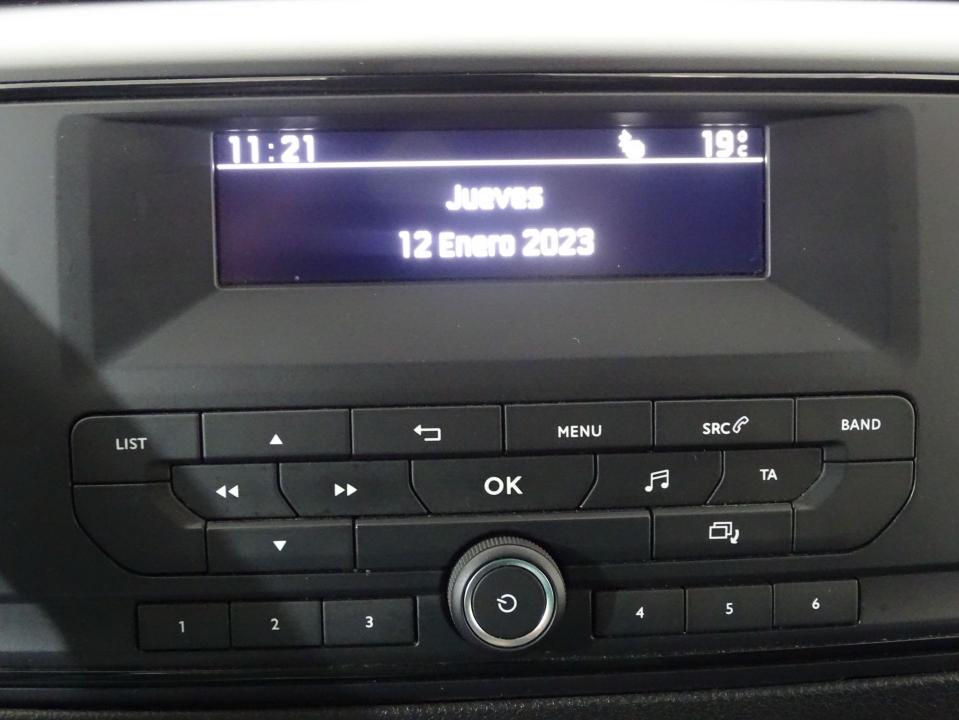 11:21 19°C
Jueves
12 Enero 2023
LIST MENU SRC BAND
OK TA
1 2 3 4 5 6